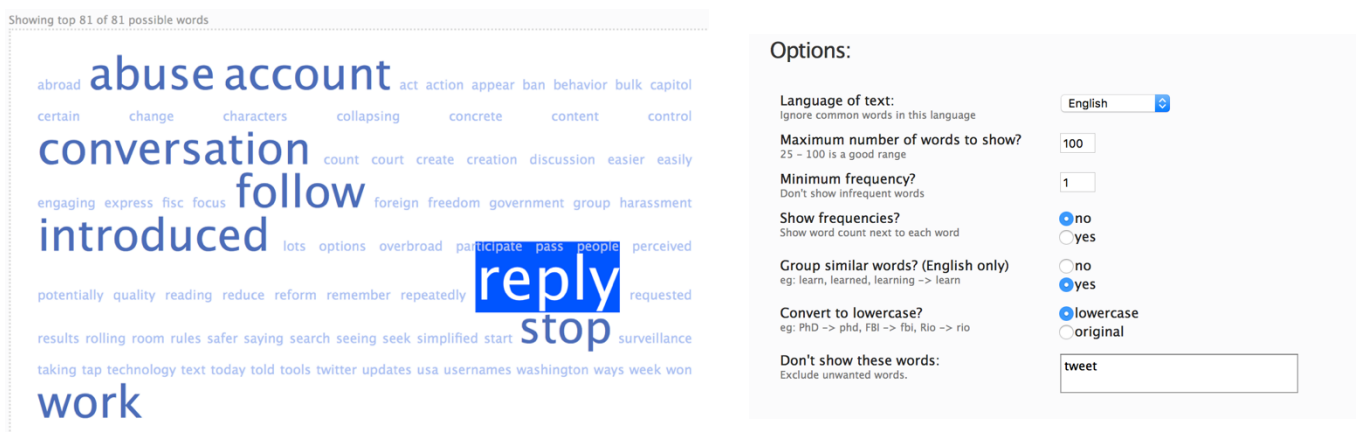 Showing top 81 of 81 possible words
abroad abuse account act action appear ban behavior bulk capitol
certain change characters collapsing concrete content control
conversation count court create creation discussion easier easily
engaging express fisc focus follow foreign freedom government group harassment
introduced lots options overbroad participate pass people perceived
potentially quality reading reduce reform remember repeatedly reply requested
results rolling room rules safer saying search seeing seek simplified start stop surveillance
taking tap technology text today told tools twitter updates usa usernames washington ways week won
work
Options:
Language of text:
English
Ignore common words in this language
Maximum number of words to show?
100
25 – 100 is a good range
Minimum frequency?
1
Don't show infrequent words
Show frequencies?
no
Show word count next to each word
yes
Group similar words? (English only)
no
eg: learn, learned, learning -> learn
yes
Convert to lowercase?
lowercase
eg: PhD -> phd, FBI -> fbi, Rio -> rio
original
Don't show these words:
tweet
Exclude unwanted words.